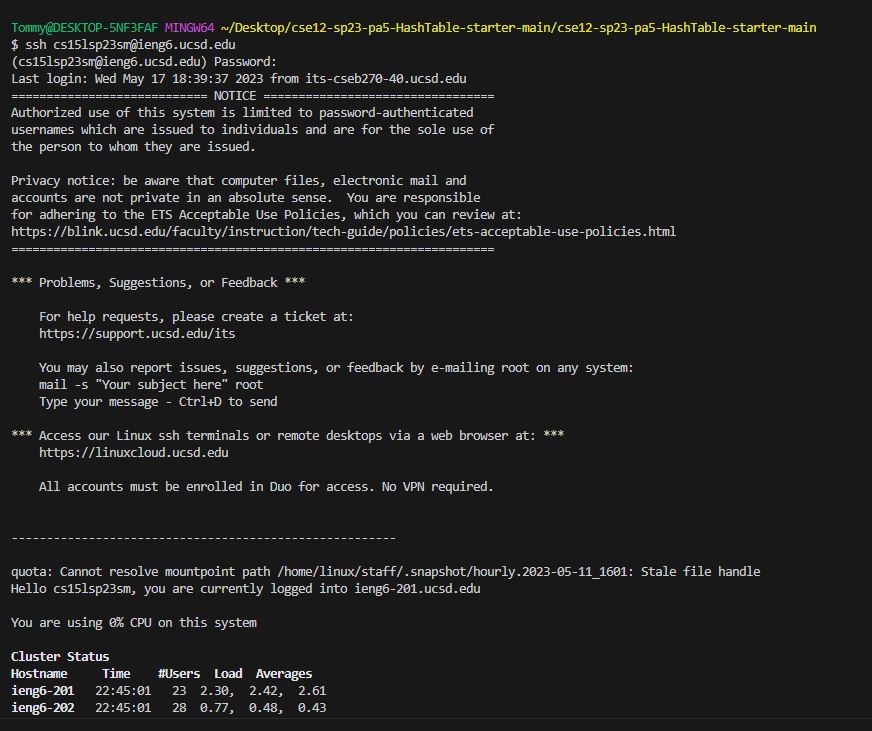 Tommy@DESKTOP-5NF3FAF MINGW64 ~/Desktop/cse12-sp23-pa5-HashTable-starter-main/cse12-sp23-pa5-HashTable-starter-main
$ ssh cs15lsp23sm@ieng6.ucsd.edu
(cs15lsp23sm@ieng6.ucsd.edu) Password:
Last login: Wed May 17 18:39:37 2023 from its-cseb270-40.ucsd.edu
============================ NOTICE =================================
Authorized use of this system is limited to password-authenticated
usernames which are issued to individuals and are for the sole use of
the person to whom they are issued.
Privacy notice: be aware that computer files, electronic mail and
accounts are not private in an absolute sense.  You are responsible
for adhering to the ETS Acceptable Use Policies, which you can review at:
https://blink.ucsd.edu/faculty/instruction/tech-guide/policies/ets-acceptable-use-policies.html
=====================================================================
*** Problems, Suggestions, or Feedback ***
For help requests, please create a ticket at:
https://support.ucsd.edu/its
You may also report issues, suggestions, or feedback by e-mailing root on any system:
mail -s "Your subject here" root
Type your message - Ctrl+D to send
*** Access our Linux ssh terminals or remote desktops via a web browser at: ***
https://linuxcloud.ucsd.edu
All accounts must be enrolled in Duo for access. No VPN required.
-------------------------------------------------------
quota: Cannot resolve mountpoint path /home/linux/staff/.snapshot/hourly.2023-05-11_1601: Stale file handle
Hello cs15lsp23sm, you are currently logged into ieng6-201.ucsd.edu
You are using 0% CPU on this system
Cluster Status
Hostname     Time    #Users  Load  Averages
ieng6-201   22:45:01   23  2.30,  2.42,  2.61
ieng6-202   22:45:01   28  0.77,  0.48,  0.43